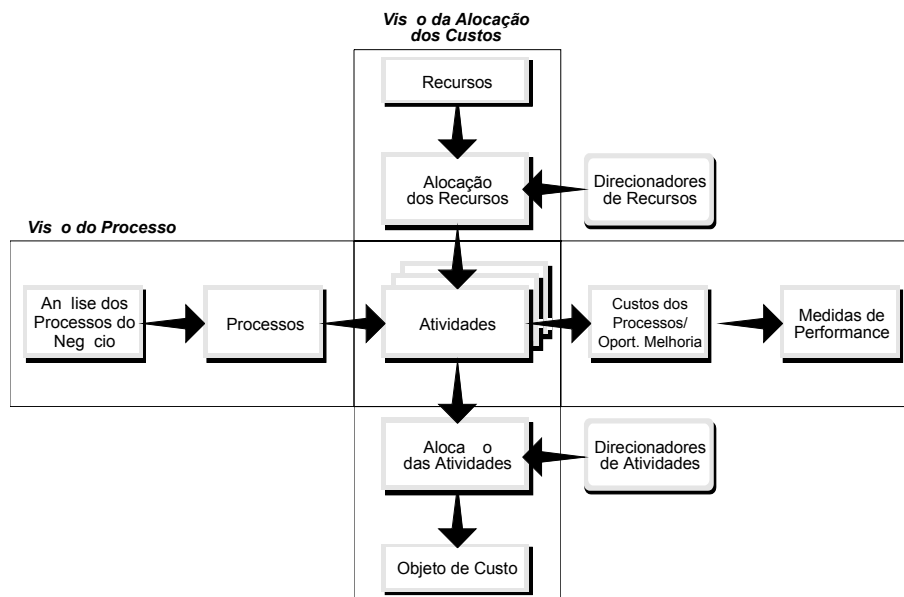 Vis o da Alocação
dos Custos
Recursos
Alocação
dos Recursos
Direcionadores
de Recursos
Vis o do Processo
An lise dos
Processos do
Neg cio
Processos
Atividades
Custos dos
Processos/
Oport. Melhoria
Medidas de
Performance
Aloca o
das Atividades
Direcionadores
de Atividades
Objeto de Custo